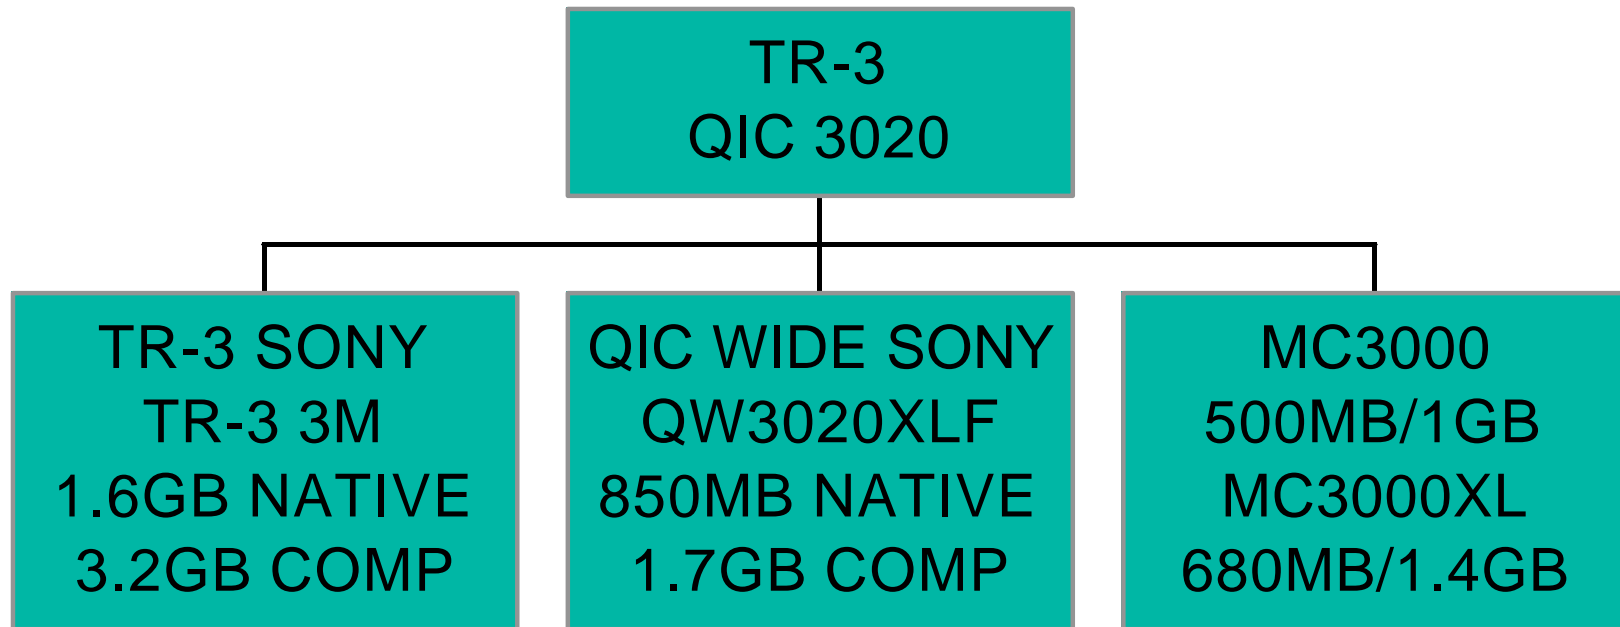 TR-3
QIC 3020
TR-3 SONY
TR-3 3M
1.6GB NATIVE
3.2GB COMP
QIC WIDE SONY
QW3020XLF
850MB NATIVE
1.7GB COMP
MC3000
500MB/1GB
MC3000XL
680MB/1.4GB